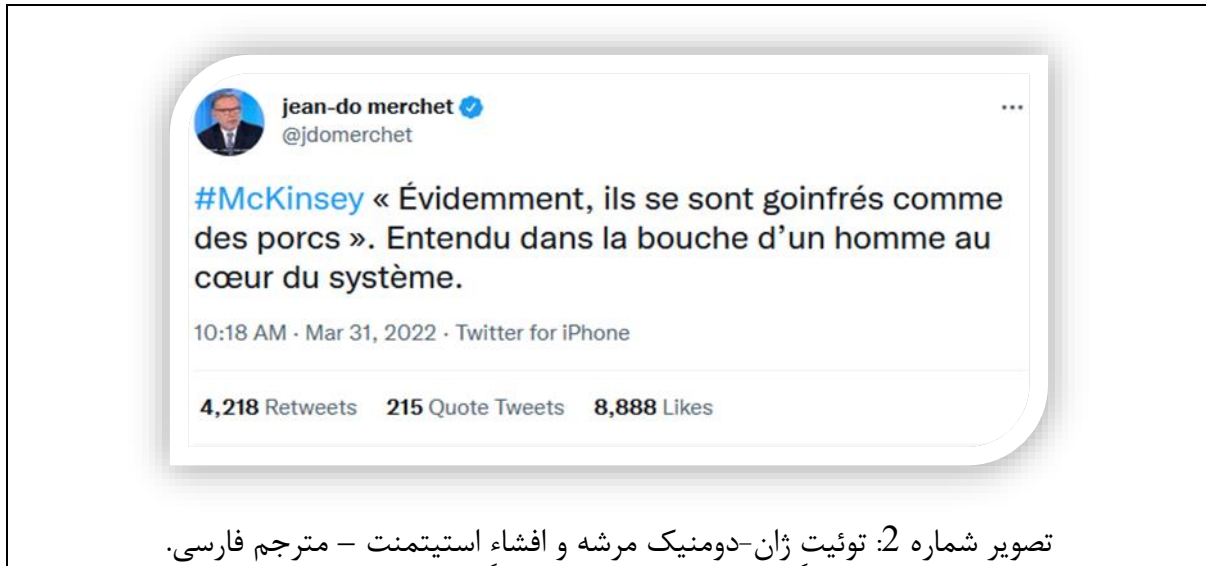 jean-do merchet
@jdomerchet
#McKinsey « Évidemment, ils se sont goinfrés comme
des porcs ». Entendu dans la bouche d’un homme au
cœur du système.
10:18 AM · Mar 31, 2022 · Twitter for iPhone
4,218 Retweets 215 Quote Tweets 8,888 Likes
تصویر شماره 2: توئیت ژان-دومنیک مرشه و افشاء استیتمنت – مترجم فارسی.